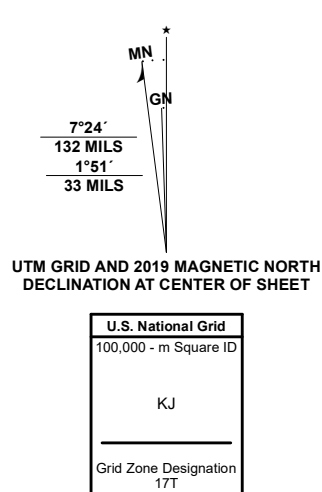 ★
MN
GN
7°24´
132 MILS
1°51´
33 MILS
UTM GRID AND 2019 MAGNETIC NORTH
DECLINATION AT CENTER OF SHEET
U.S. National Grid
100,000 - m Square ID
KJ
Grid Zone Designation
17T